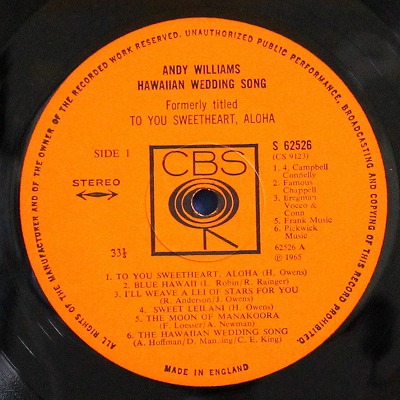 ALL RIGHTS OF THE MANUFACTURER AND OF THE OWNER OF THE RECORDED WORK RESERVED. UNAUTHORIZED PUBLIC PERFORMANCE, BROADCASTING AND COPYING OF THIS RECORD PROHIBITED.
ANDY WILLIAMS
HAWAIIAN WEDDING SONG
Formerly titled
TO YOU SWEETHEART, ALOHA
SIDE 1
CBS
S 62526
(CS 9123)
STEREO
33⅓
1. 4. Campbell
Connelly
2. Famous
Chappell
3. Bregman
Vocco &
Conn
5. Frank Music
6. Pickwick
Music
62526 A
℗ 1965
1. TO YOU SWEETHEART, ALOHA (H. Owens)
2. BLUE HAWAII (L. Robin/R. Rainger)
3. I'LL WEAVE A LEI OF STARS FOR YOU
(R. Anderson/J. Owens)
4. SWEET LEILANI (H. Owens)
5. THE MOON OF MANAKOORA
(F. Loesser/A. Newman)
6. THE HAWAIIAN WEDDING SONG
(A. Hoffman/D. Manning/C. E. King)
MADE IN ENGLAND